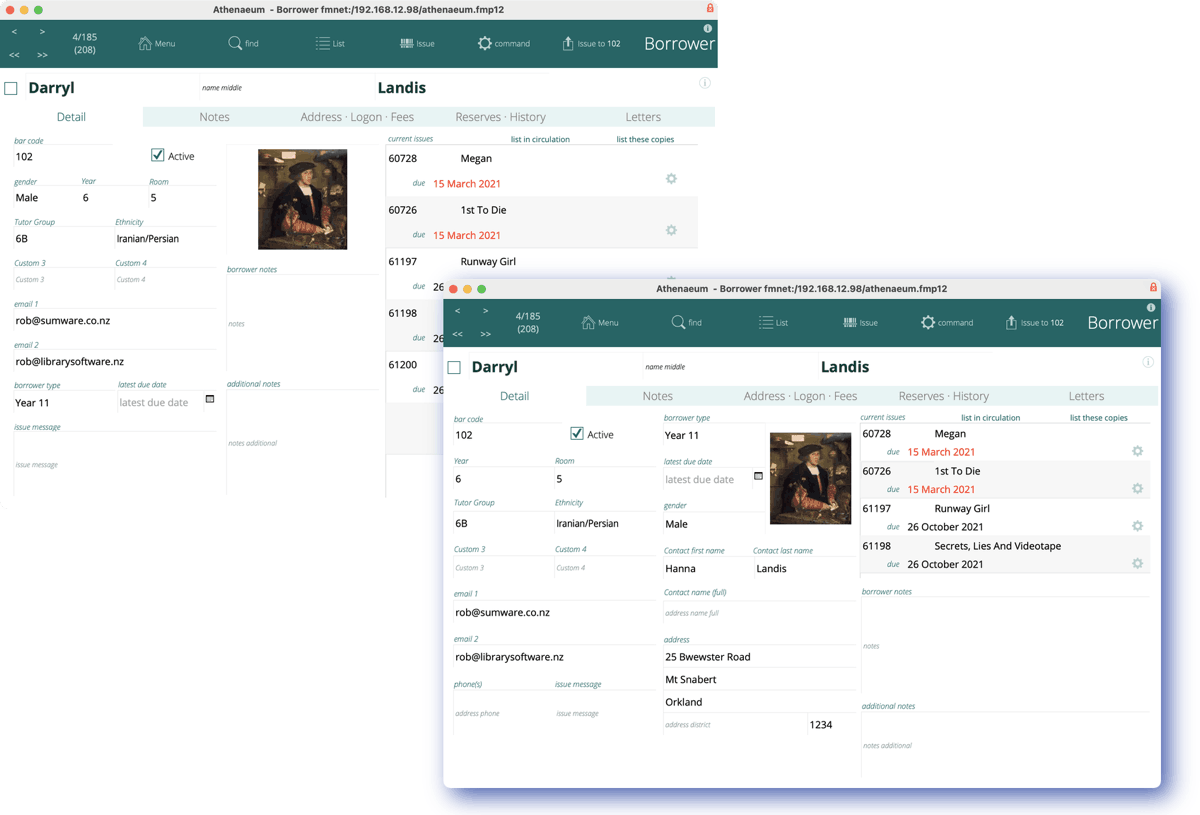 Athenaeum - Borrower fmnet:/192.168.12.98/athenaeum.fmp12
< >
<< >>
4/185
(208)
Menu
find
List
Issue
command
Issue to 102
Borrower
Darryl
name middle
Landis
Detail
Notes
Address · Logon · Fees
Reserves · History
Letters
bar code
102
Active
gender
Year
Room
Male
6
5
Tutor Group
Ethnicity
6B
Iranian/Persian
Custom 3
Custom 4
Custom 3
Custom 4
email 1
rob@sumware.co.nz
email 2
rob@librarysoftware.nz
borrower type
latest due date
Year 11
latest due date
issue message
issue message
borrower notes
notes
additional notes
notes additional
current issues
list in circulation
list these copies
60728 Megan
due 15 March 2021
60726 1st To Die
due 15 March 2021
61197 Runway Girl
due 26
61198
due 26
61200
due 26
Athenaeum - Borrower fmnet:/192.168.12.98/athenaeum.fmp12
< >
<< >>
4/185
(208)
Menu
find
List
Issue
command
Issue to 102
Borrower
Darryl
name middle
Landis
Detail
Notes
Address · Logon · Fees
Reserves · History
Letters
bar code
102
Active
Year
Room
6
5
Tutor Group
Ethnicity
6B
Iranian/Persian
Custom 3
Custom 4
Custom 3
Custom 4
email 1
rob@sumware.co.nz
email 2
rob@librarysoftware.nz
phone(s)
issue message
address phone
issue message
borrower type
Year 11
latest due date
latest due date
gender
Male
Contact first name
Contact last name
Hanna
Landis
Contact name (full)
address name full
address
25 Bwewster Road
Mt Snabert
Orkland
address district
1234
current issues
list in circulation
list these copies
60728 Megan
due 15 March 2021
60726 1st To Die
due 15 March 2021
61197 Runway Girl
due 26 October 2021
61198 Secrets, Lies And Videotape
due 26 October 2021
borrower notes
notes
additional notes
notes additional